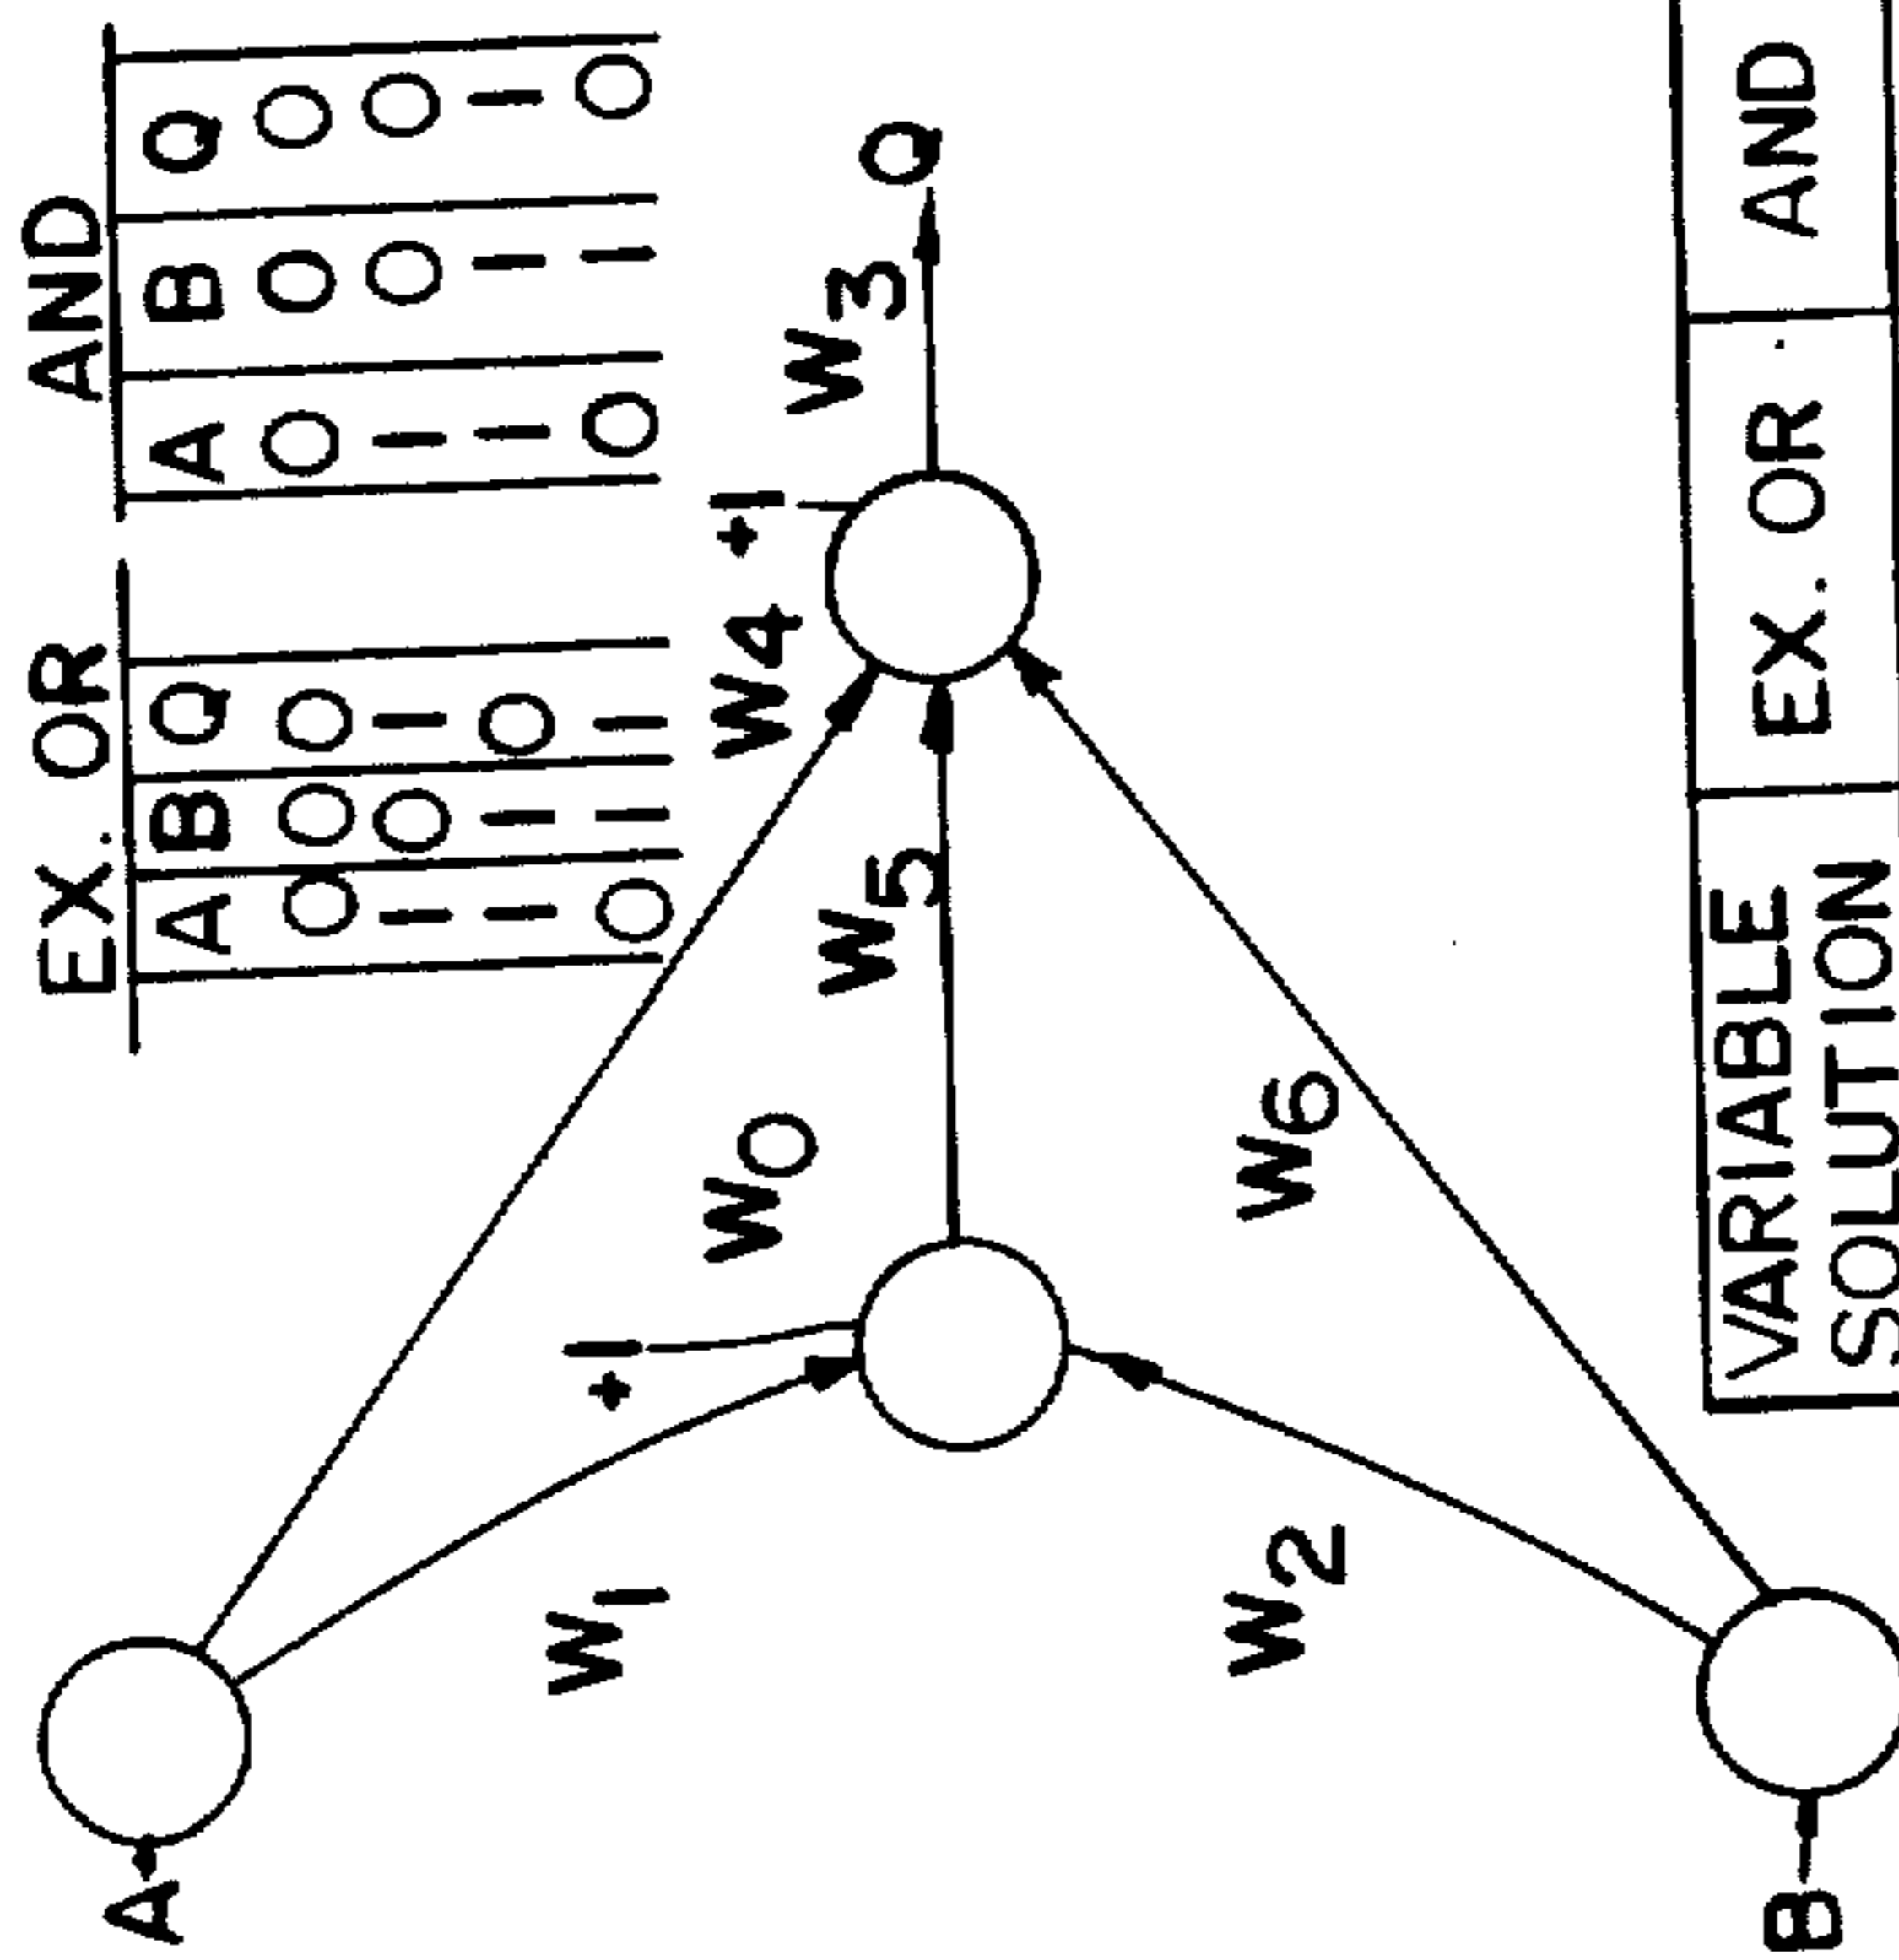 EX. OR
A B Q
0 0 0
1 0 1
1 1 0
0 1 1
AND
A B Q
0 0 0
1 0 0
1 1 1
0 1 0
A
W1
+1
W0
W4
+1
W5
W3
Q
W2
W6
B
VARIABLE
SOLUTION
EX. OR
AND